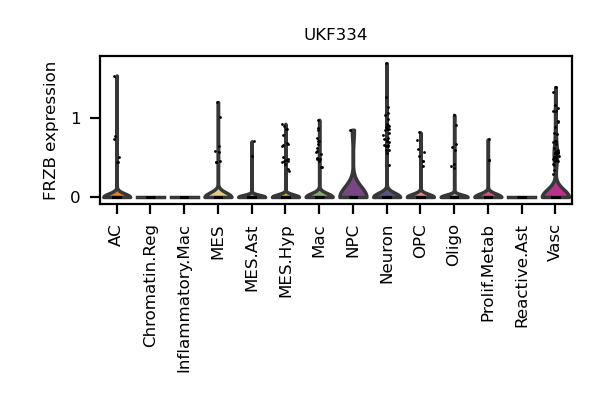 UKF334
FRZB expression
1
0
AC
Chromatin.Reg
Inflammatory.Mac
MES
MES.Ast
MES.Hyp
Mac
NPC
Neuron
OPC
Oligo
Prolif.Metab
Reactive.Ast
Vasc